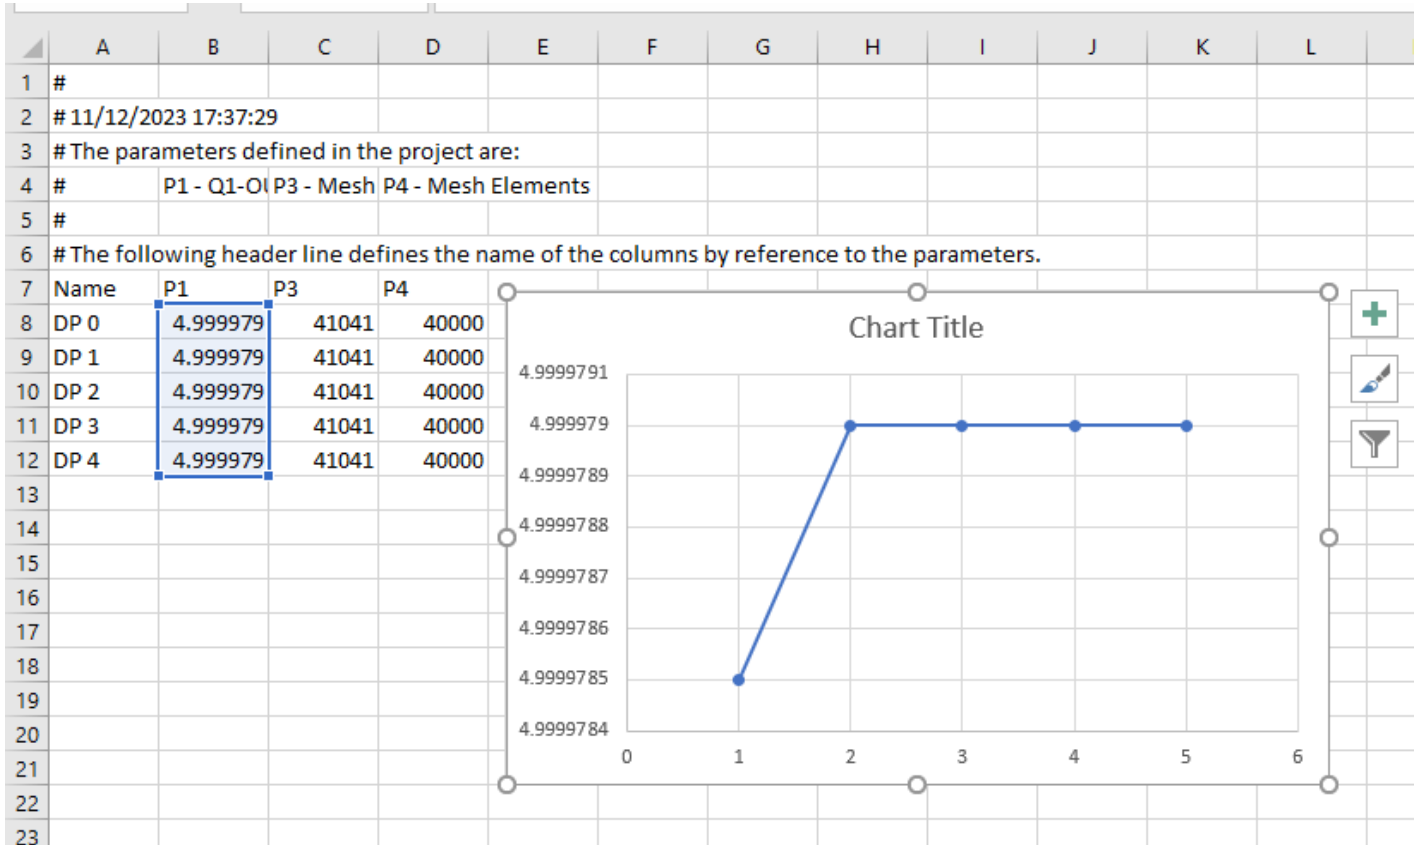 A B C D E F G H I J K L
1 #
2 # 11/12/2023 17:37:29
3 # The parameters defined in the project are:
4 # P1 - Q1-OU P3 - Mesh P4 - Mesh Elements
5 #
6 # The following header line defines the name of the columns by reference to the parameters.
7 Name P1 P3 P4
8 DP 0 4.999979 41041 40000
9 DP 1 4.999979 41041 40000
10 DP 2 4.999979 41041 40000
11 DP 3 4.999979 41041 40000
12 DP 4 4.999979 41041 40000
13
14
15
16
17
18
19
20
21
22
23
Chart Title
4.9999791
4.999979
4.9999789
4.9999788
4.9999787
4.9999786
4.9999785
4.9999784
0 1 2 3 4 5 6